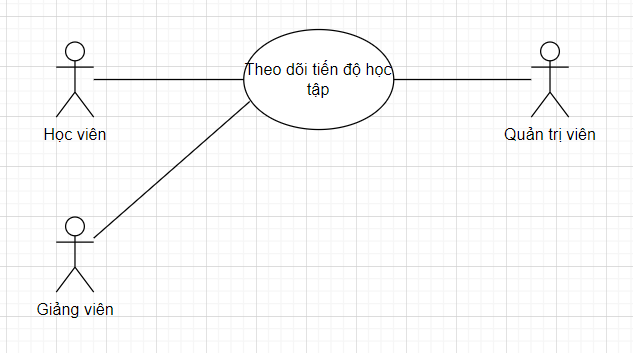 Theo dõi tiến độ học
tập
Học viên
Quản trị viên
Giảng viên